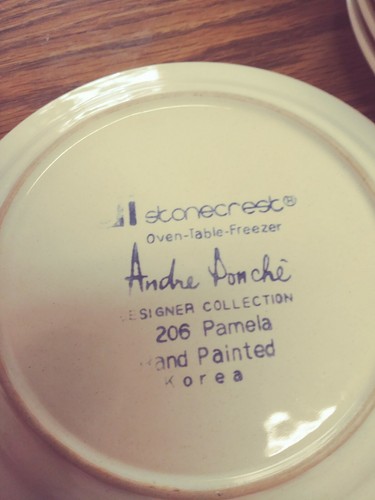 stonecrest®
Oven-Table-Freezer
Andre Ponché
ESIGNER COLLECTION
206 Pamela
and Painted
Korea